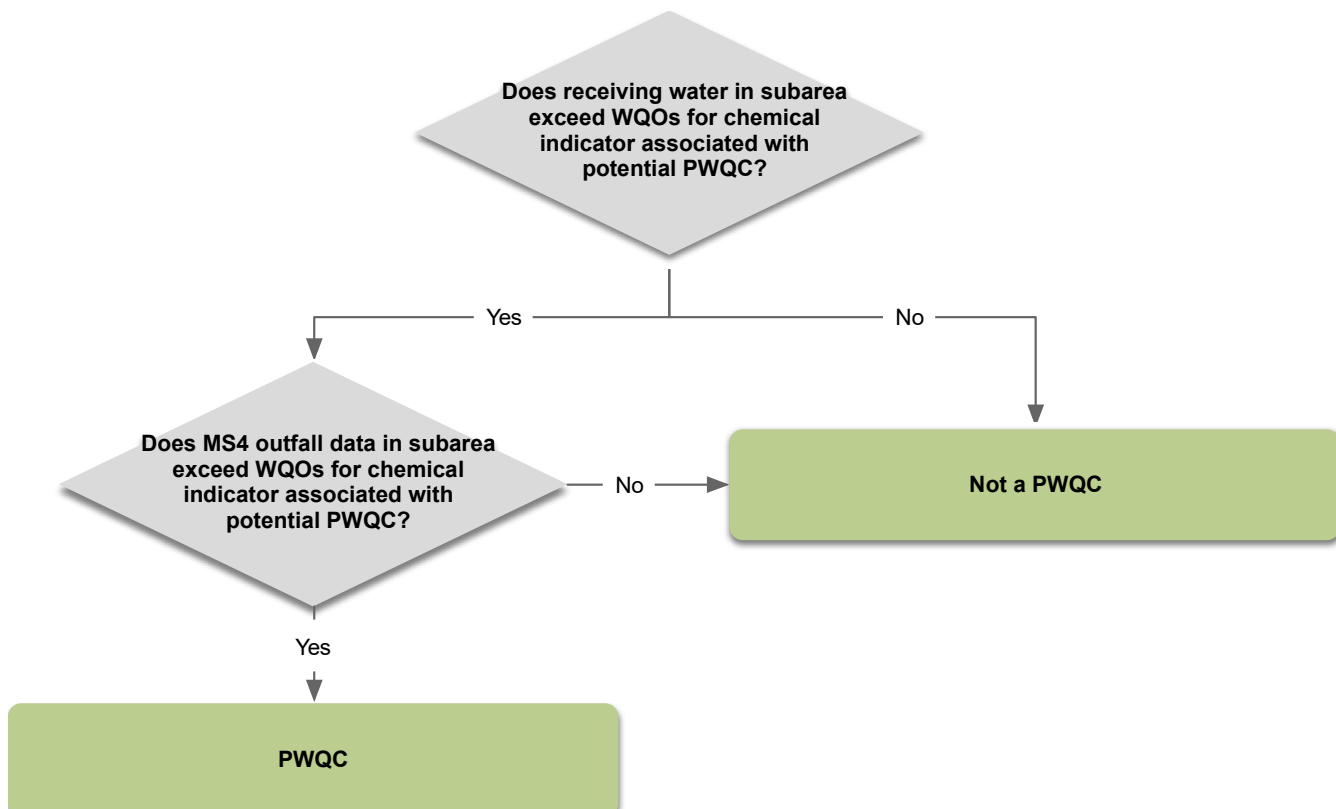 Does receiving water in subarea
exceed WQOs for chemical
indicator associated with
potential PWQC?
Yes
No
Does MS4 outfall data in subarea
exceed WQOs for chemical
indicator associated with
potential PWQC?
No
Not a PWQC
Yes
PWQC